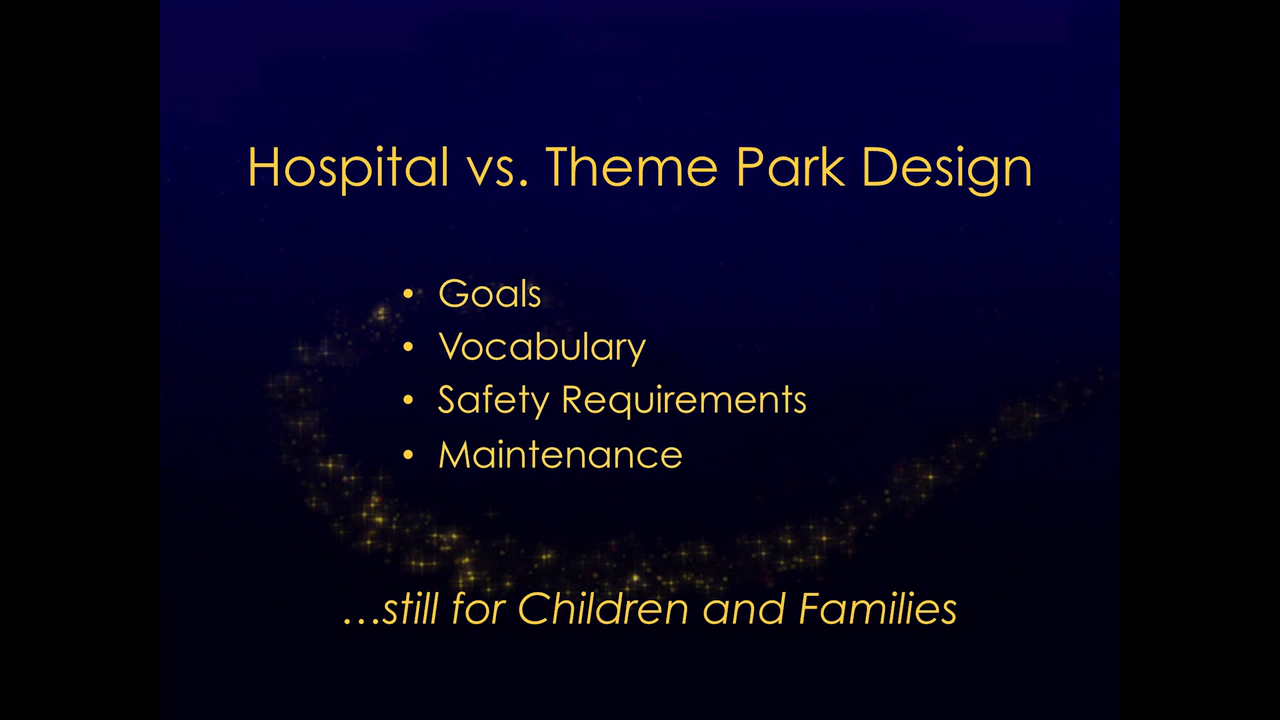 Hospital vs. Theme Park Design
• Goals
• Vocabulary
• Safety Requirements
• Maintenance
…still for Children and Families